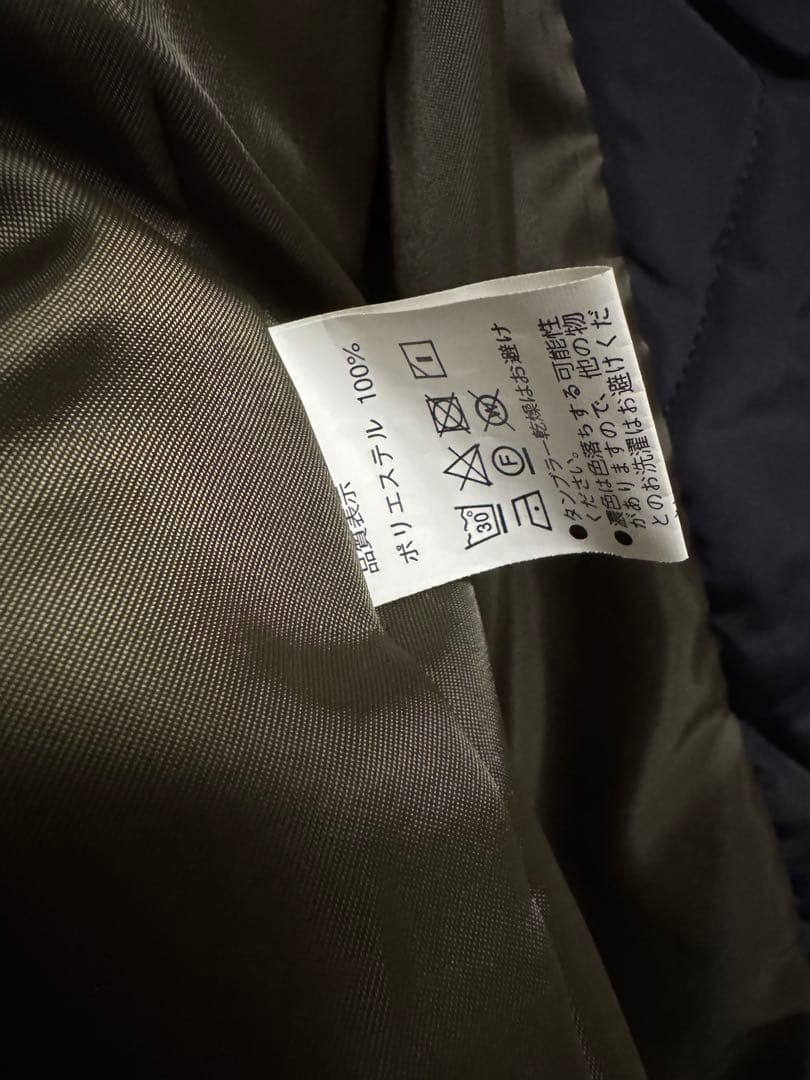 品質表示
ポリエステル 100%
30°
F W
●タンブラー乾燥はお避け
ください。
●濃色は色落ちする可能性
がありますので、他の物
とのお洗濯はお避けくだ